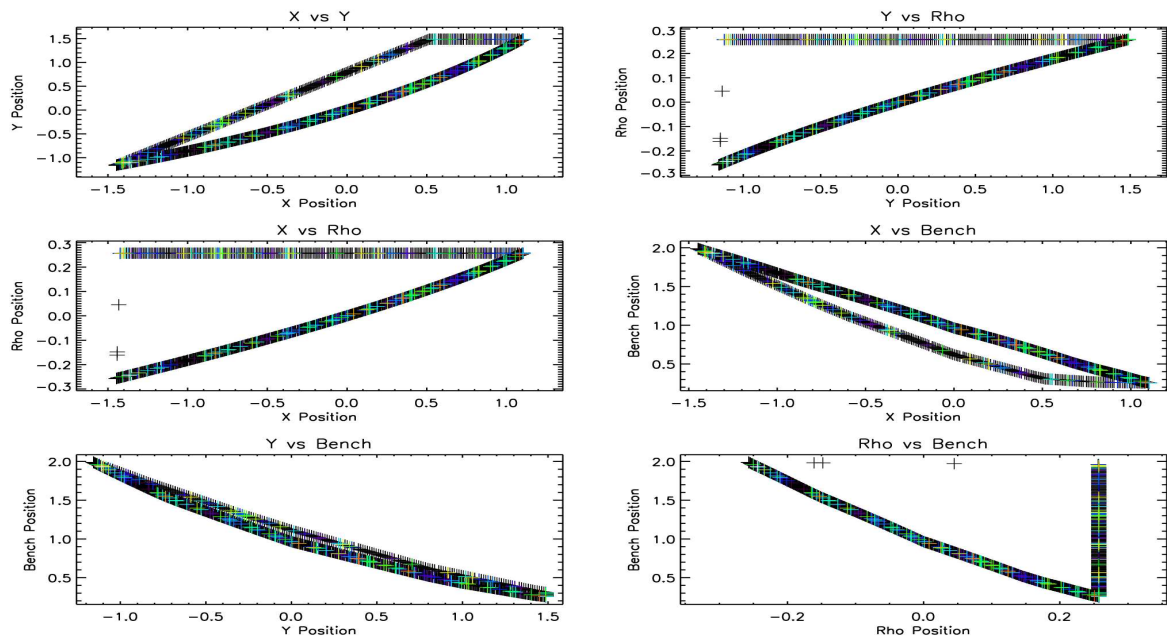 X vs Y
1.5
1.0
0.5
0.0
−0.5
−1.0
Y Position
−1.5 −1.0 −0.5 0.0 0.5 1.0
X Position
Y vs Rho
0.3
0.2
0.1
0.0
−0.1
−0.2
−0.3
Rho Position
−1.0 −0.5 0.0 0.5 1.0 1.5
Y Position
X vs Rho
0.3
0.2
0.1
0.0
−0.1
−0.2
−0.3
Rho Position
−1.5 −1.0 −0.5 0.0 0.5 1.0
X Position
X vs Bench
2.0
1.5
1.0
0.5
Bench Position
−1.5 −1.0 −0.5 0.0 0.5 1.0
X Position
Y vs Bench
2.0
1.5
1.0
0.5
Bench Position
−1.0 −0.5 0.0 0.5 1.0 1.5
Y Position
Rho vs Bench
2.0
1.5
1.0
0.5
Bench Position
−0.2 0.0 0.2
Rho Position